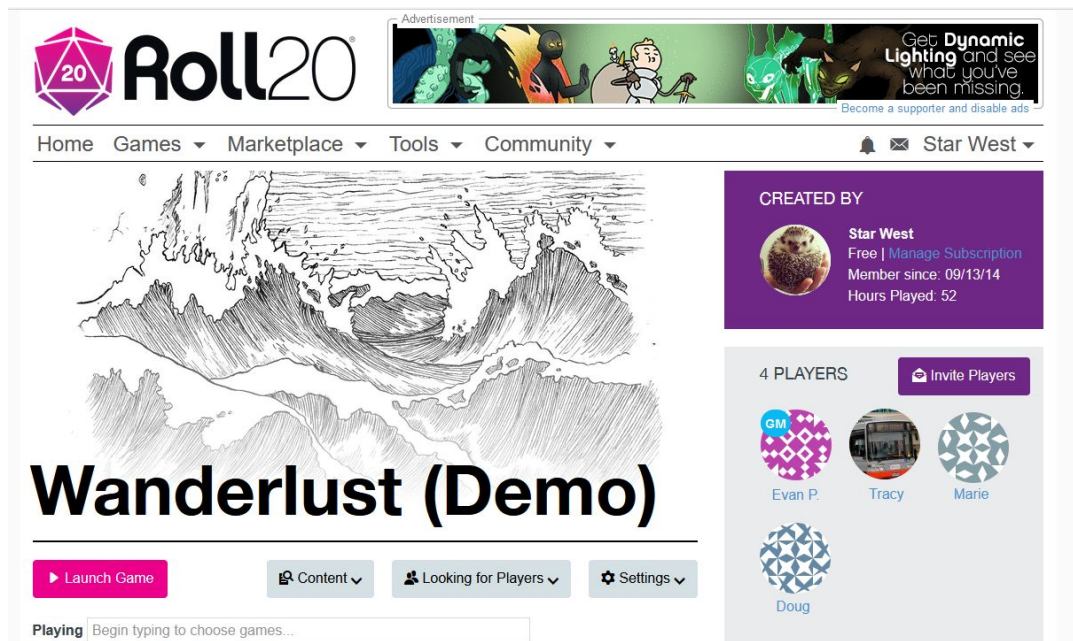 Advertisement
20
Roll20®
Get Dynamic
Lighting and see
what you've
been missing.
Become a supporter and disable ads
Home Games Marketplace Tools Community Star West
CREATED BY
Star West
Free | Manage Subscription
Member since: 09/13/14
Hours Played: 52
4 PLAYERS
Invite Players
GM
Evan P. Tracy Marie
Doug
Wanderlust (Demo)
Launch Game Content Looking for Players Settings
Playing Begin typing to choose games...